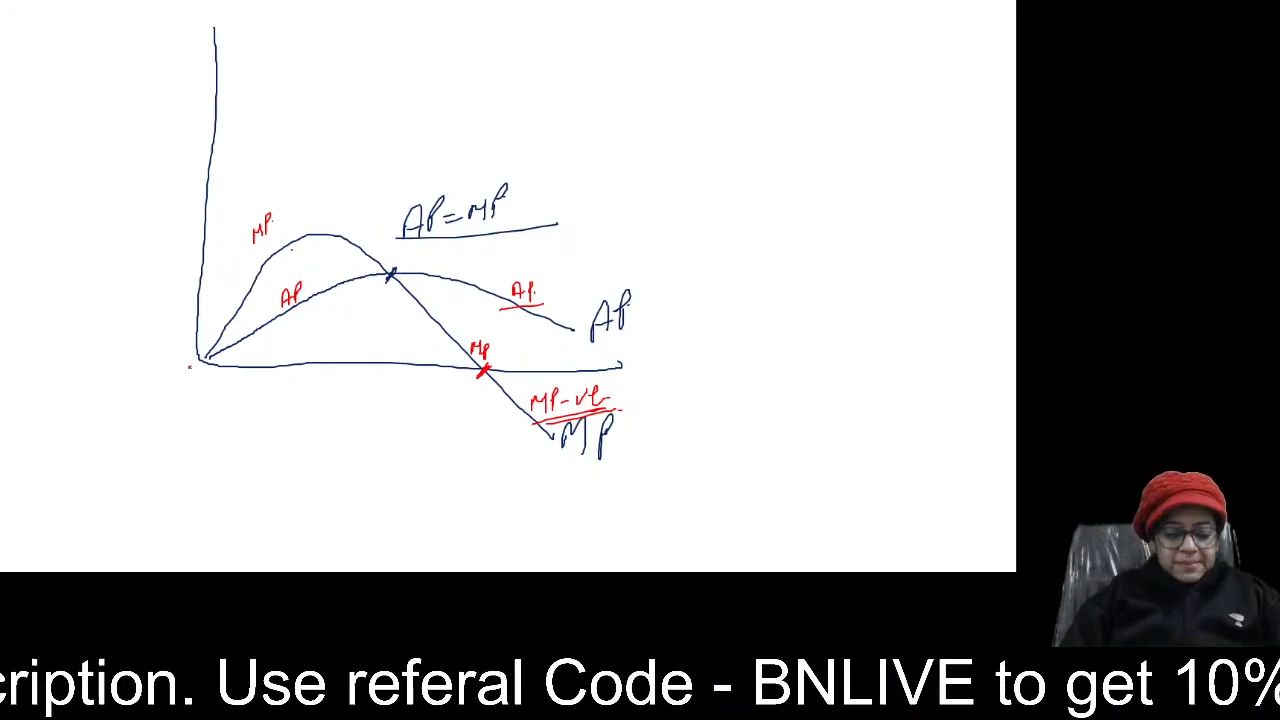 AP = MP
MP.
AP
AP.
AP
MP
MP - ve
MP
cription. Use referal Code - BNLIVE to get 10%